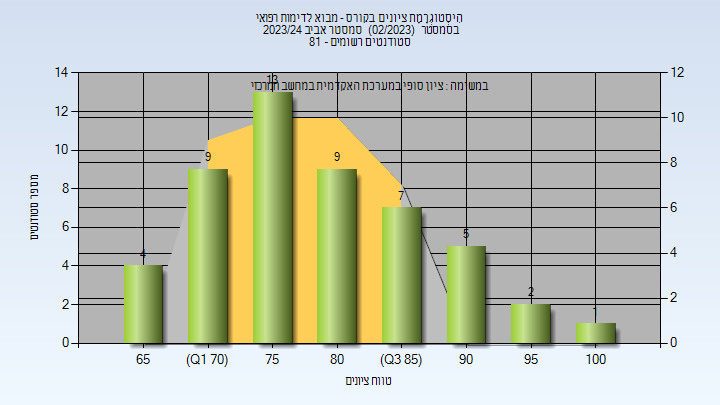 היסטוגרמת ציונים בקורס - מבוא לדימות רפואי
בסמסטר (02/2023) סמסטר אביב 2023/24
סטודנטים רשומים - 81
במשימה : ציון סופי במערכת האקדמית במחשב המרכזי
14 12 10 8 6 4 2 0
12 10 8 6 4 2 0
4 9 13 9 7 5 2 1
65 (Q1 70) 75 80 (Q3 85) 90 95 100
מספר סטודנטים
טווח ציונים